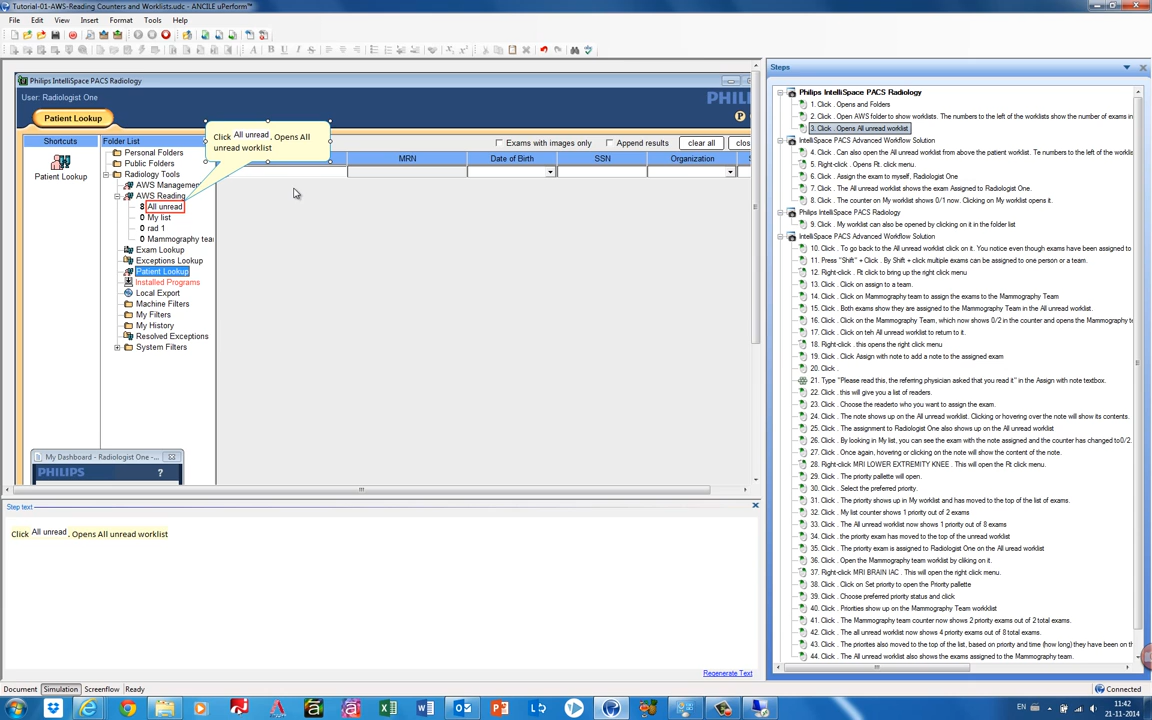 Tutorial-01-AWS-Reading Counters and Worklists.udc - ANCILE uPerform™
File Edit View Insert Format Tools Help
Philips IntelliSpace PACS Radiology
User: Radiologist One
PHILI
Patient Lookup
P
Shortcuts
Patient Lookup
Folder List
Personal Folders
Public Folders
Radiology Tools
AWS Managemen
AWS Reading
8 All unread
0 My list
0 rad 1
0 Mammography tea
Exam Lookup
Exceptions Lookup
Patient Lookup
Installed Programs
Local Export
Machine Filters
My Filters
My History
Resolved Exceptions
System Filters
Click All unread . Opens All
unread worklist
Exams with images only Append results clear all clos
MRN Date of Birth SSN Organization S
My Dashboard - Radiologist One - ...
PHILIPS ?
Step text
Click All unread . Opens All unread worklist
Regenerate Text
Steps
Philips IntelliSpace PACS Radiology
1. Click . Opens and Folders
2. Click . Open AWS folder to show worklists. The numbers to the left of the worklists show the number of exams in
3. Click . Opens All unread worklist
IntelliSpace PACS Advanced Workflow Solution
4. Click . Can also open the All unread worklist from above the patient worklist. Te numbers to the left of the workli
5. Right-click . Opens Rt. click menu.
6. Click . Assign the exam to myself, Radiologist One
7. Click . The All unread worklist shows the exam Assigned to Radiologist One.
8. Click . The counter on My worklist shows 0/1 now. Clicking on My worklist opens it.
Philips IntelliSpace PACS Radiology
9. Click . My worklist can also be opened by clicking on it in the folder list
IntelliSpace PACS Advanced Workflow Solution
10. Click . To go back to the All unread worklist click on it. You notice even though exams have been assigned to
11. Press "Shift" + Click . By Shift + click multiple exams can be assigned to one person or a team.
12. Right-click . Rt click to bring up the right click menu
13. Click . Click on assign to a team.
14. Click . Click on Mammography team to assign the exams to the Mammography Team
15. Click . Both exams show they are assigned to the Mammography Team in the All unread worklist.
16. Click . Click on the Mammography Team, which now shows 0/2 in the counter and opens the Mammography te
17. Click . Click on teh All unread worklist to return to it.
18. Right-click . this opens the right click menu
19. Click . Click Assign with note to add a note to the assigned exam
20. Click .
21. Type "Please read this, the referring physician asked that you read it" in the Assign with note textbox.
22. Click . this will give you a list of readers.
23. Click . Choose the readerto who you want to assign the exam.
24. Click . The note shows up on the All unread worklist. Clicking or hovering over the note will show its contents.
25. Click . The assignment to Radiologist One also shows up on the All unread worklist
26. Click . By looking in My list, you can see the exam with the note assigned and the counter has changed to0/2.
27. Click . Once again, hovering or clicking on the note will show the content of the note.
28. Right-click MRI LOWER EXTREMITY KNEE . This will open the Rt click menu.
29. Click . The priority pallette will open.
30. Click . Select the preferred priority.
31. Click . The priority shows up in My worklist and has moved to the top of the list of exams.
32. Click . My list counter shows 1 priority out of 2 exams
33. Click . The All unread worklist now shows 1 priority out of 8 exams
34. Click . the priority exam has moved to the top of the unread worklist.
35. Click . The priority exam is assigned to Radiologist One on the All uread worklist
36. Click . Open the Mammography team worklist by cliking on it.
37. Right-click MRI BRAIN IAC . This will open the right click menu.
38. Click . Click on Set priority to open the Priority pallette
39. Click . Choose preferred priority status and click.
40. Click . Priorities show up on the Mammography Team workklist
41. Click . The Mammography team counter now shows 2 priority exams out of 2 total exams.
42. Click . The all unread worklist now shows 4 priority exams out of 8 total exams.
43. Click . The priorites also moved to the top of the list, based on priority and time (how long) they have been on th
44. Click . The All unread worklist also shows the exams assigned to the Mammography team.
Document Simulation Screenflow Ready
Connected
EN
11:42
21-11-2014